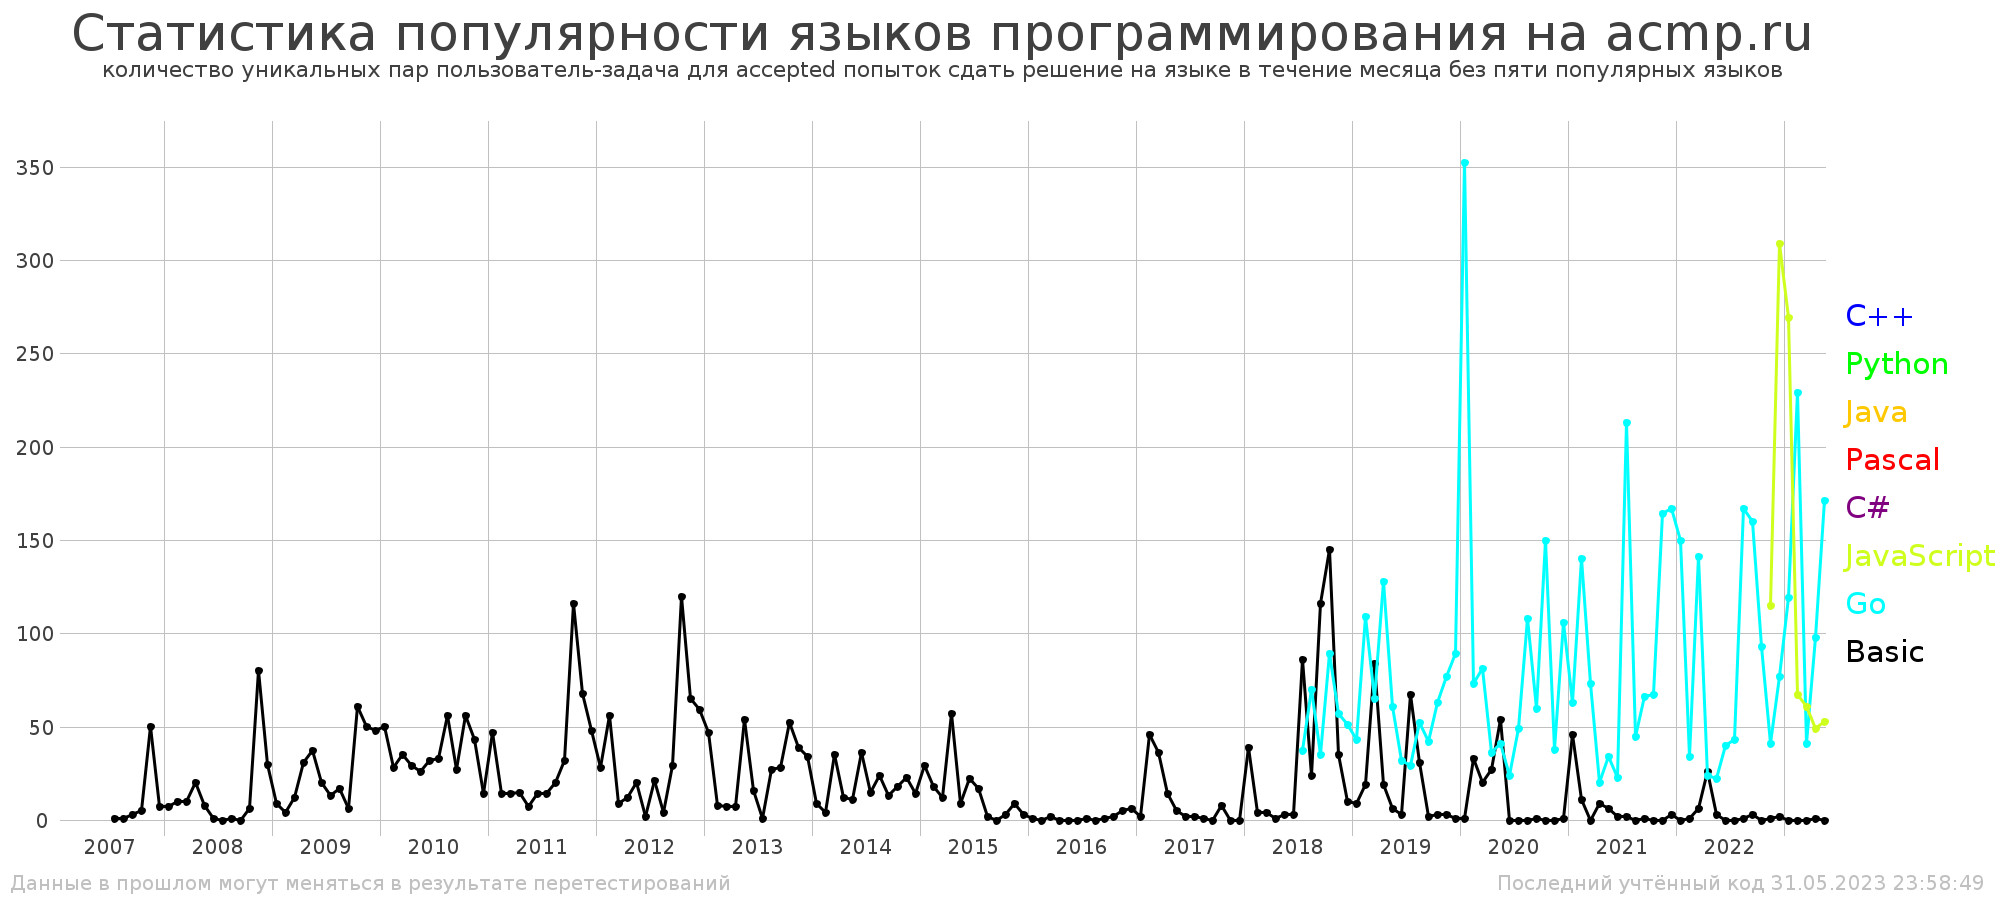 Статистика популярности языков программирования на acmp.ru
количество уникальных пар пользователь-задача для accepted попыток сдать решение на языке в течение месяца без пяти популярных языков
350
300
250
200
150
100
50
0
C++
Python
Java
Pascal
C#
JavaScript
Go
Basic
2007 2008 2009 2010 2011 2012 2013 2014 2015 2016 2017 2018 2019 2020 2021 2022
Данные в прошлом могут меняться в результате перетестирований
Последний учтённый код 31.05.2023 23:58:49